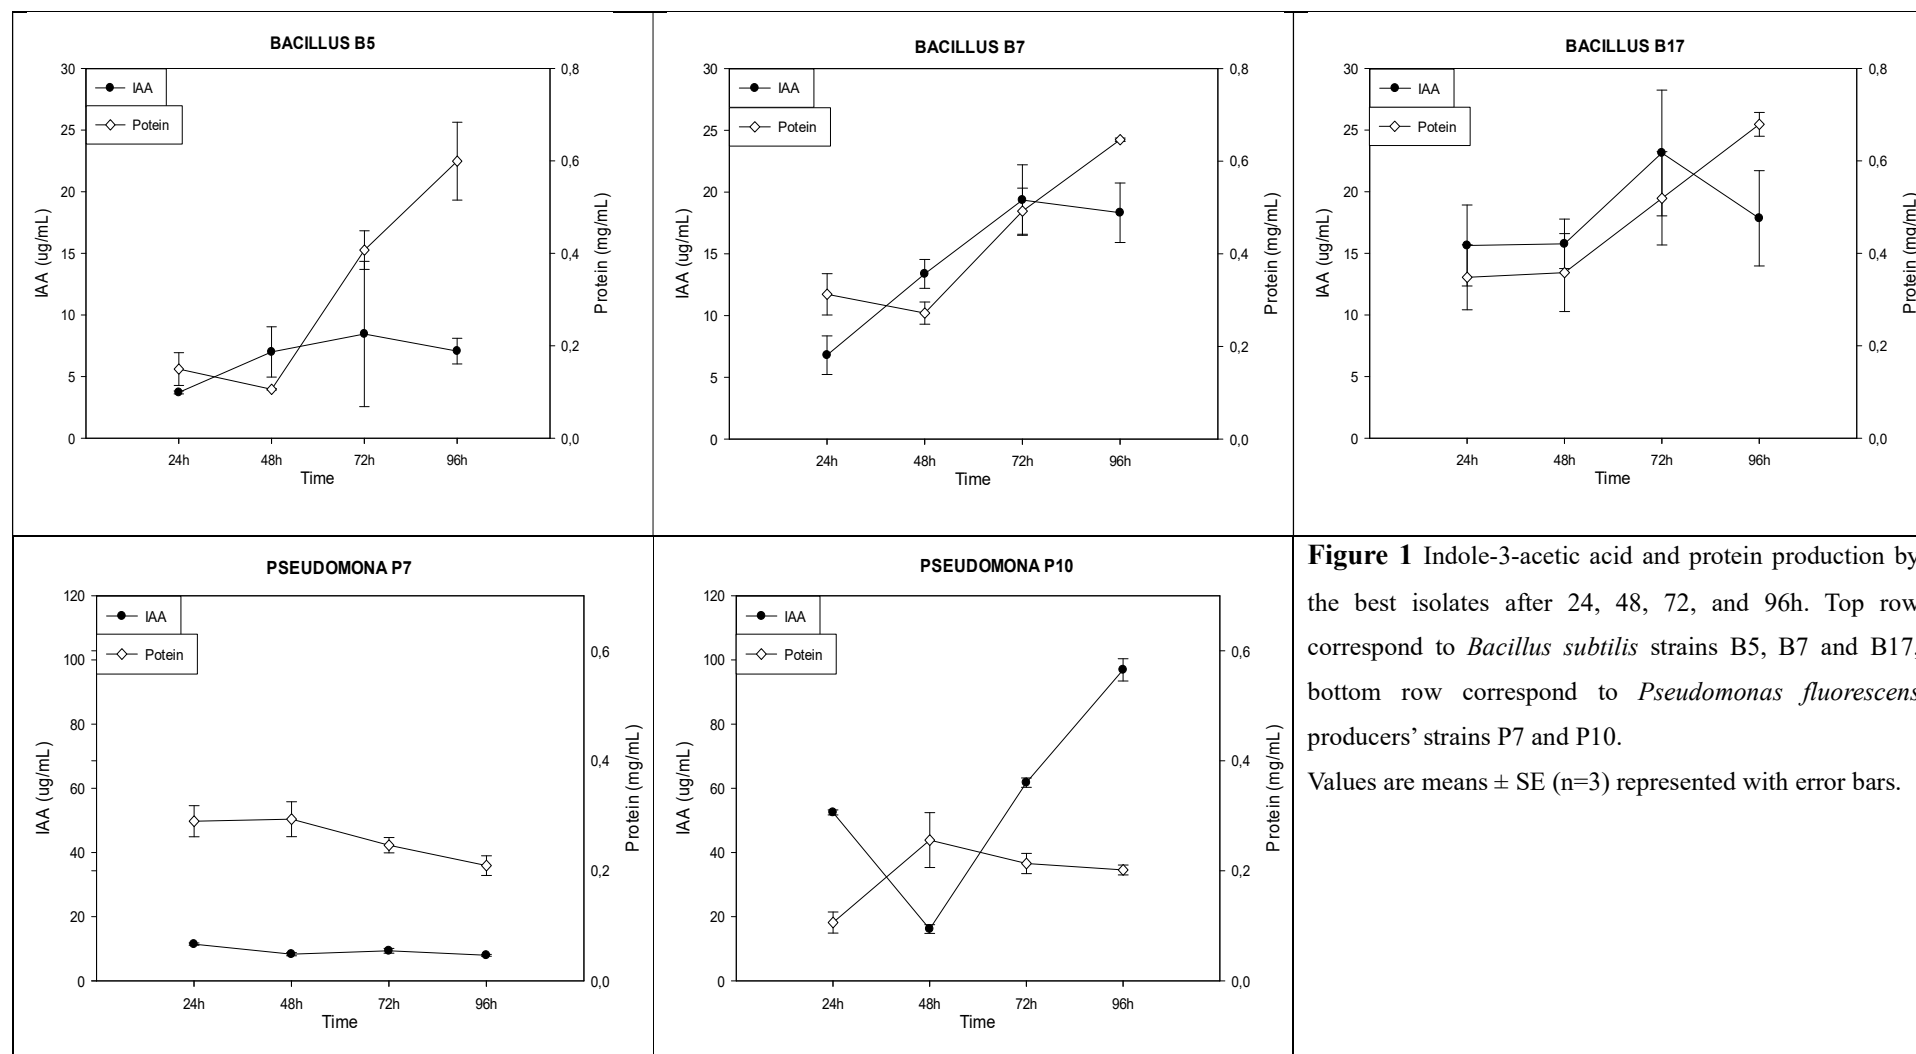 BACILLUS B5
IAA
Potein
30
25
20
15
10
5
0
0,8
0,6
0,4
0,2
0,0
IAA (ug/mL)
Protein (mg/mL)
24h 48h 72h 96h
Time
BACILLUS B7
IAA
Potein
30
25
20
15
10
5
0
0,8
0,6
0,4
0,2
0,0
IAA (ug/mL)
Protein (mg/mL)
24h 48h 72h 96h
Time
BACILLUS B17
IAA
Potein
30
25
20
15
10
5
0
0,8
0,6
0,4
0,2
0,0
IAA (ug/mL)
Protein (mg/mL)
24h 48h 72h 96h
Time
PSEUDOMONA P7
IAA
Potein
120
100
80
60
40
20
0
0,6
0,4
0,2
0,0
IAA (ug/mL)
Protein (mg/mL)
24h 48h 72h 96h
Time
PSEUDOMONA P10
IAA
Potein
120
100
80
60
40
20
0
0,6
0,4
0,2
0,0
IAA (ug/mL)
Protein (mg/mL)
24h 48h 72h 96h
Time
Figure 1 Indole-3-acetic acid and protein production by
the best isolates after 24, 48, 72, and 96h. Top row
correspond to Bacillus subtilis strains B5, B7 and B17,
bottom row correspond to Pseudomonas fluorescens
producers’ strains P7 and P10.
Values are means ± SE (n=3) represented with error bars.